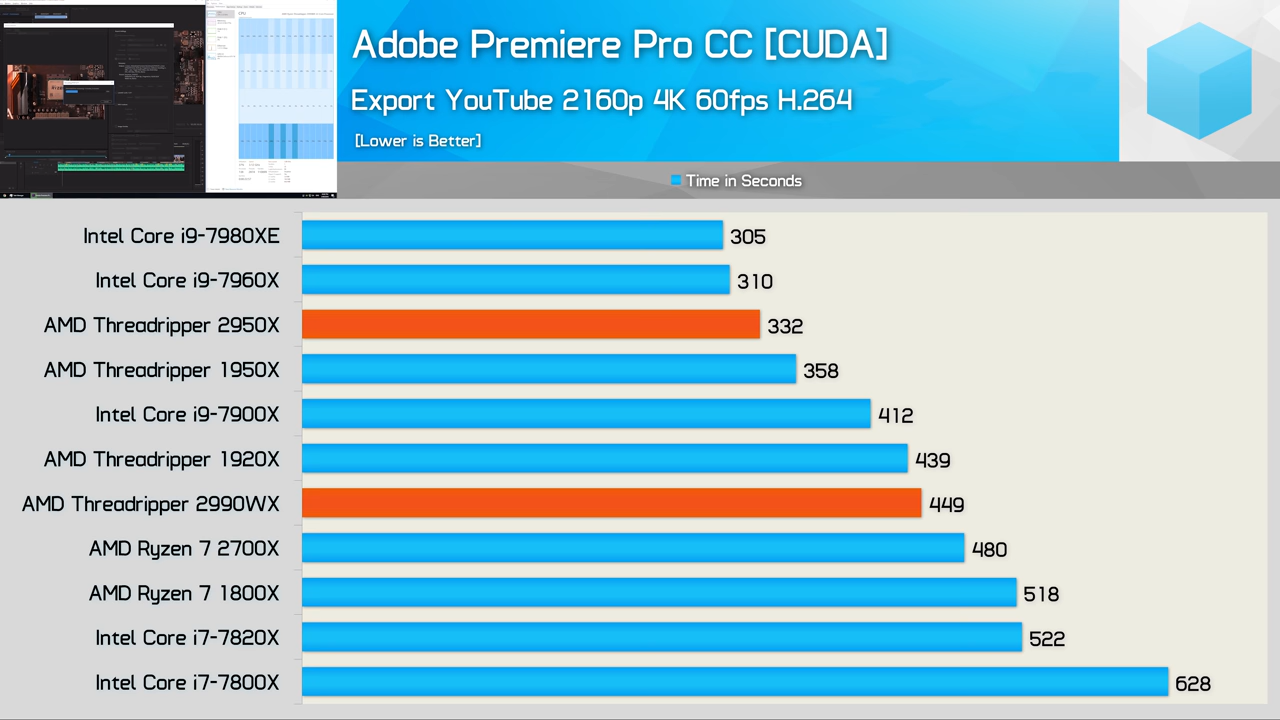 Adobe Premiere Pro CC [CUDA]
Export YouTube 2160p 4K 60fps H.264
[Lower is Better]
Time in Seconds
Intel Core i9-7980XE 305
Intel Core i9-7960X 310
AMD Threadripper 2950X 332
AMD Threadripper 1950X 358
Intel Core i9-7900X 412
AMD Threadripper 1920X 439
AMD Threadripper 2990WX 449
AMD Ryzen 7 2700X 480
AMD Ryzen 7 1800X 518
Intel Core i7-7820X 522
Intel Core i7-7800X 628